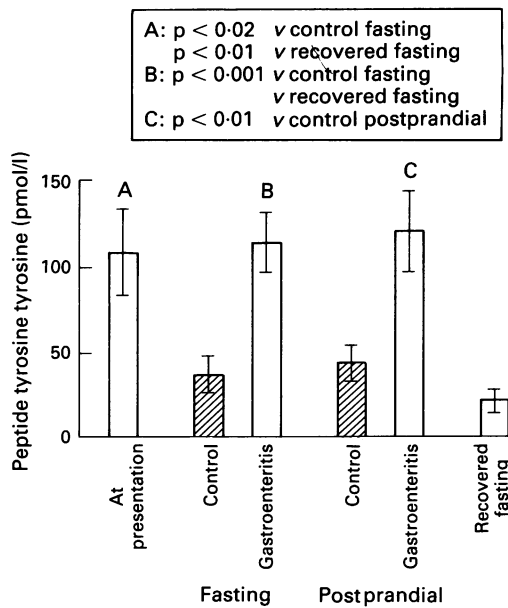 A: p < 0·02 v control fasting
p < 0·01 v recovered fasting
B: p < 0·001 v control fasting
v recovered fasting
C: p < 0·01 v control postprandial
Peptide tyrosine tyrosine (pmol/l)
150
100
50
0
A
B
C
At
presentation
Control
Gastroenteritis
Control
Gastroenteritis
Recovered
fasting
Fasting
Postprandial